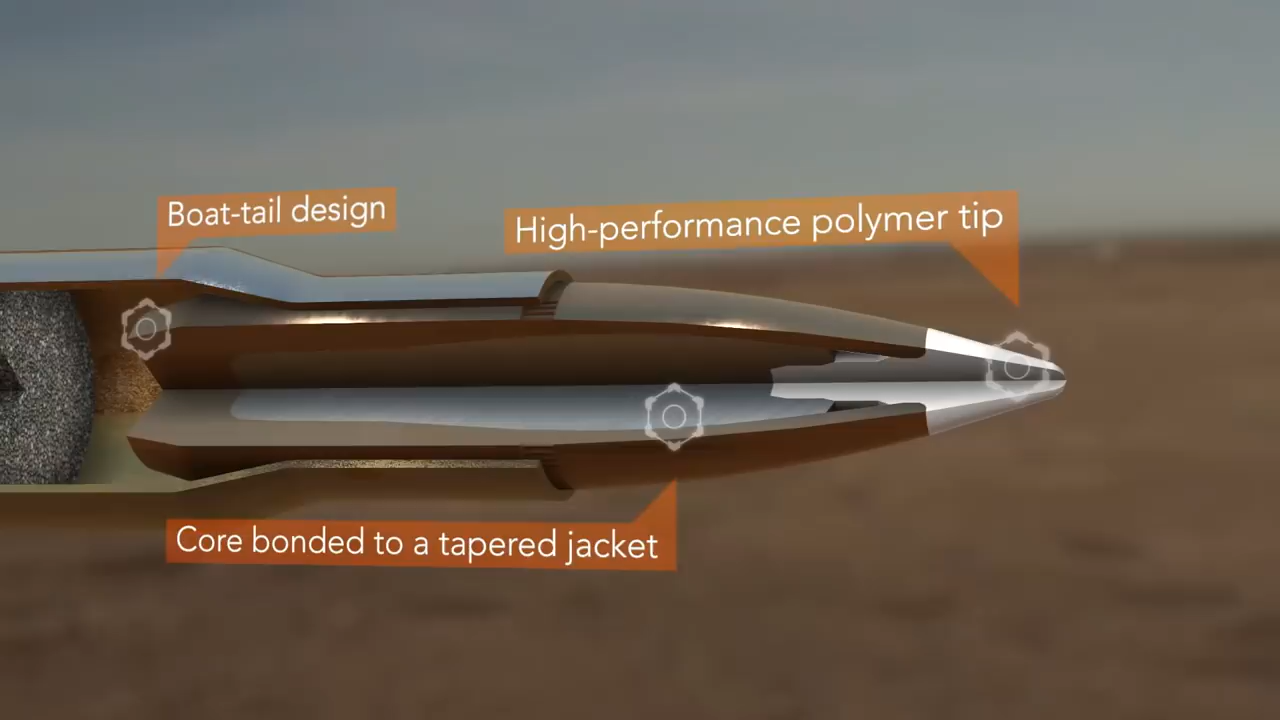 Boat-tail design
High-performance polymer tip
Core bonded to a tapered jacket